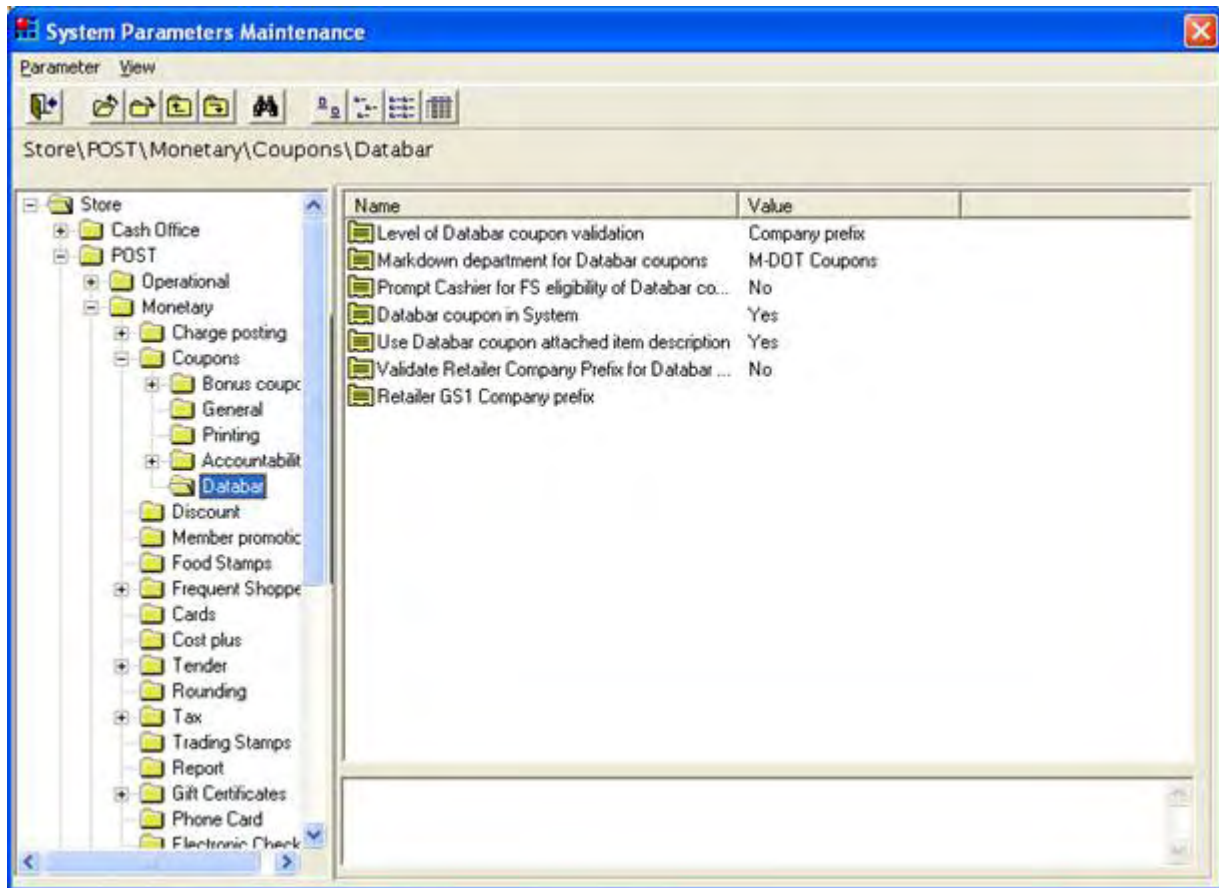 System Parameters Maintenance
Parameter View
Store\POST\Monetary\Coupons\Databar
Store
Cash Office
POST
Operational
Monetary
Charge posting
Coupons
Bonus coupc
General
Printing
Accountabilit
Databar
Discount
Member promotic
Food Stamps
Frequent Shoppe
Cards
Cost plus
Tender
Rounding
Tax
Trading Stamps
Report
Gift Certificates
Phone Card
Electronic Check
Name Value
Level of Databar coupon validation Company prefix
Markdown department for Databar coupons M-DOT Coupons
Prompt Cashier for FS eligibility of Databar co... No
Databar coupon in System Yes
Use Databar coupon attached item description Yes
Validate Retailer Company Prefix for Databar ... No
Retailer GS1 Company prefix